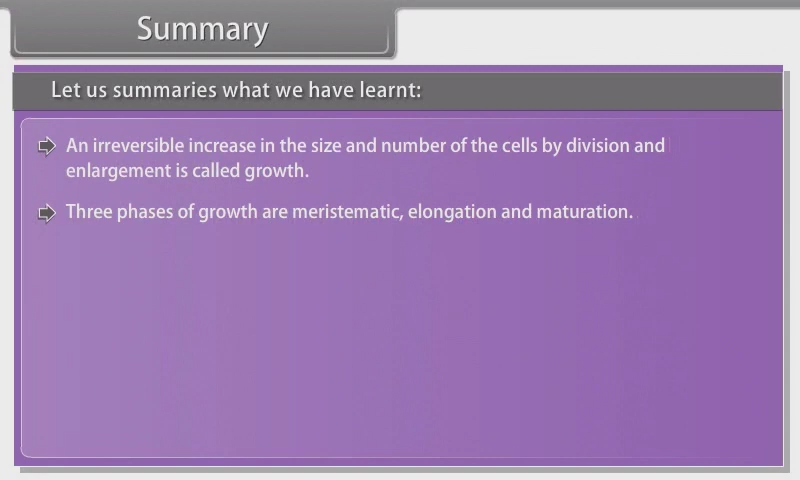 Summary
Let us summaries what we have learnt:
An irreversible increase in the size and number of the cells by division and
enlargement is called growth.
Three phases of growth are meristematic, elongation and maturation.